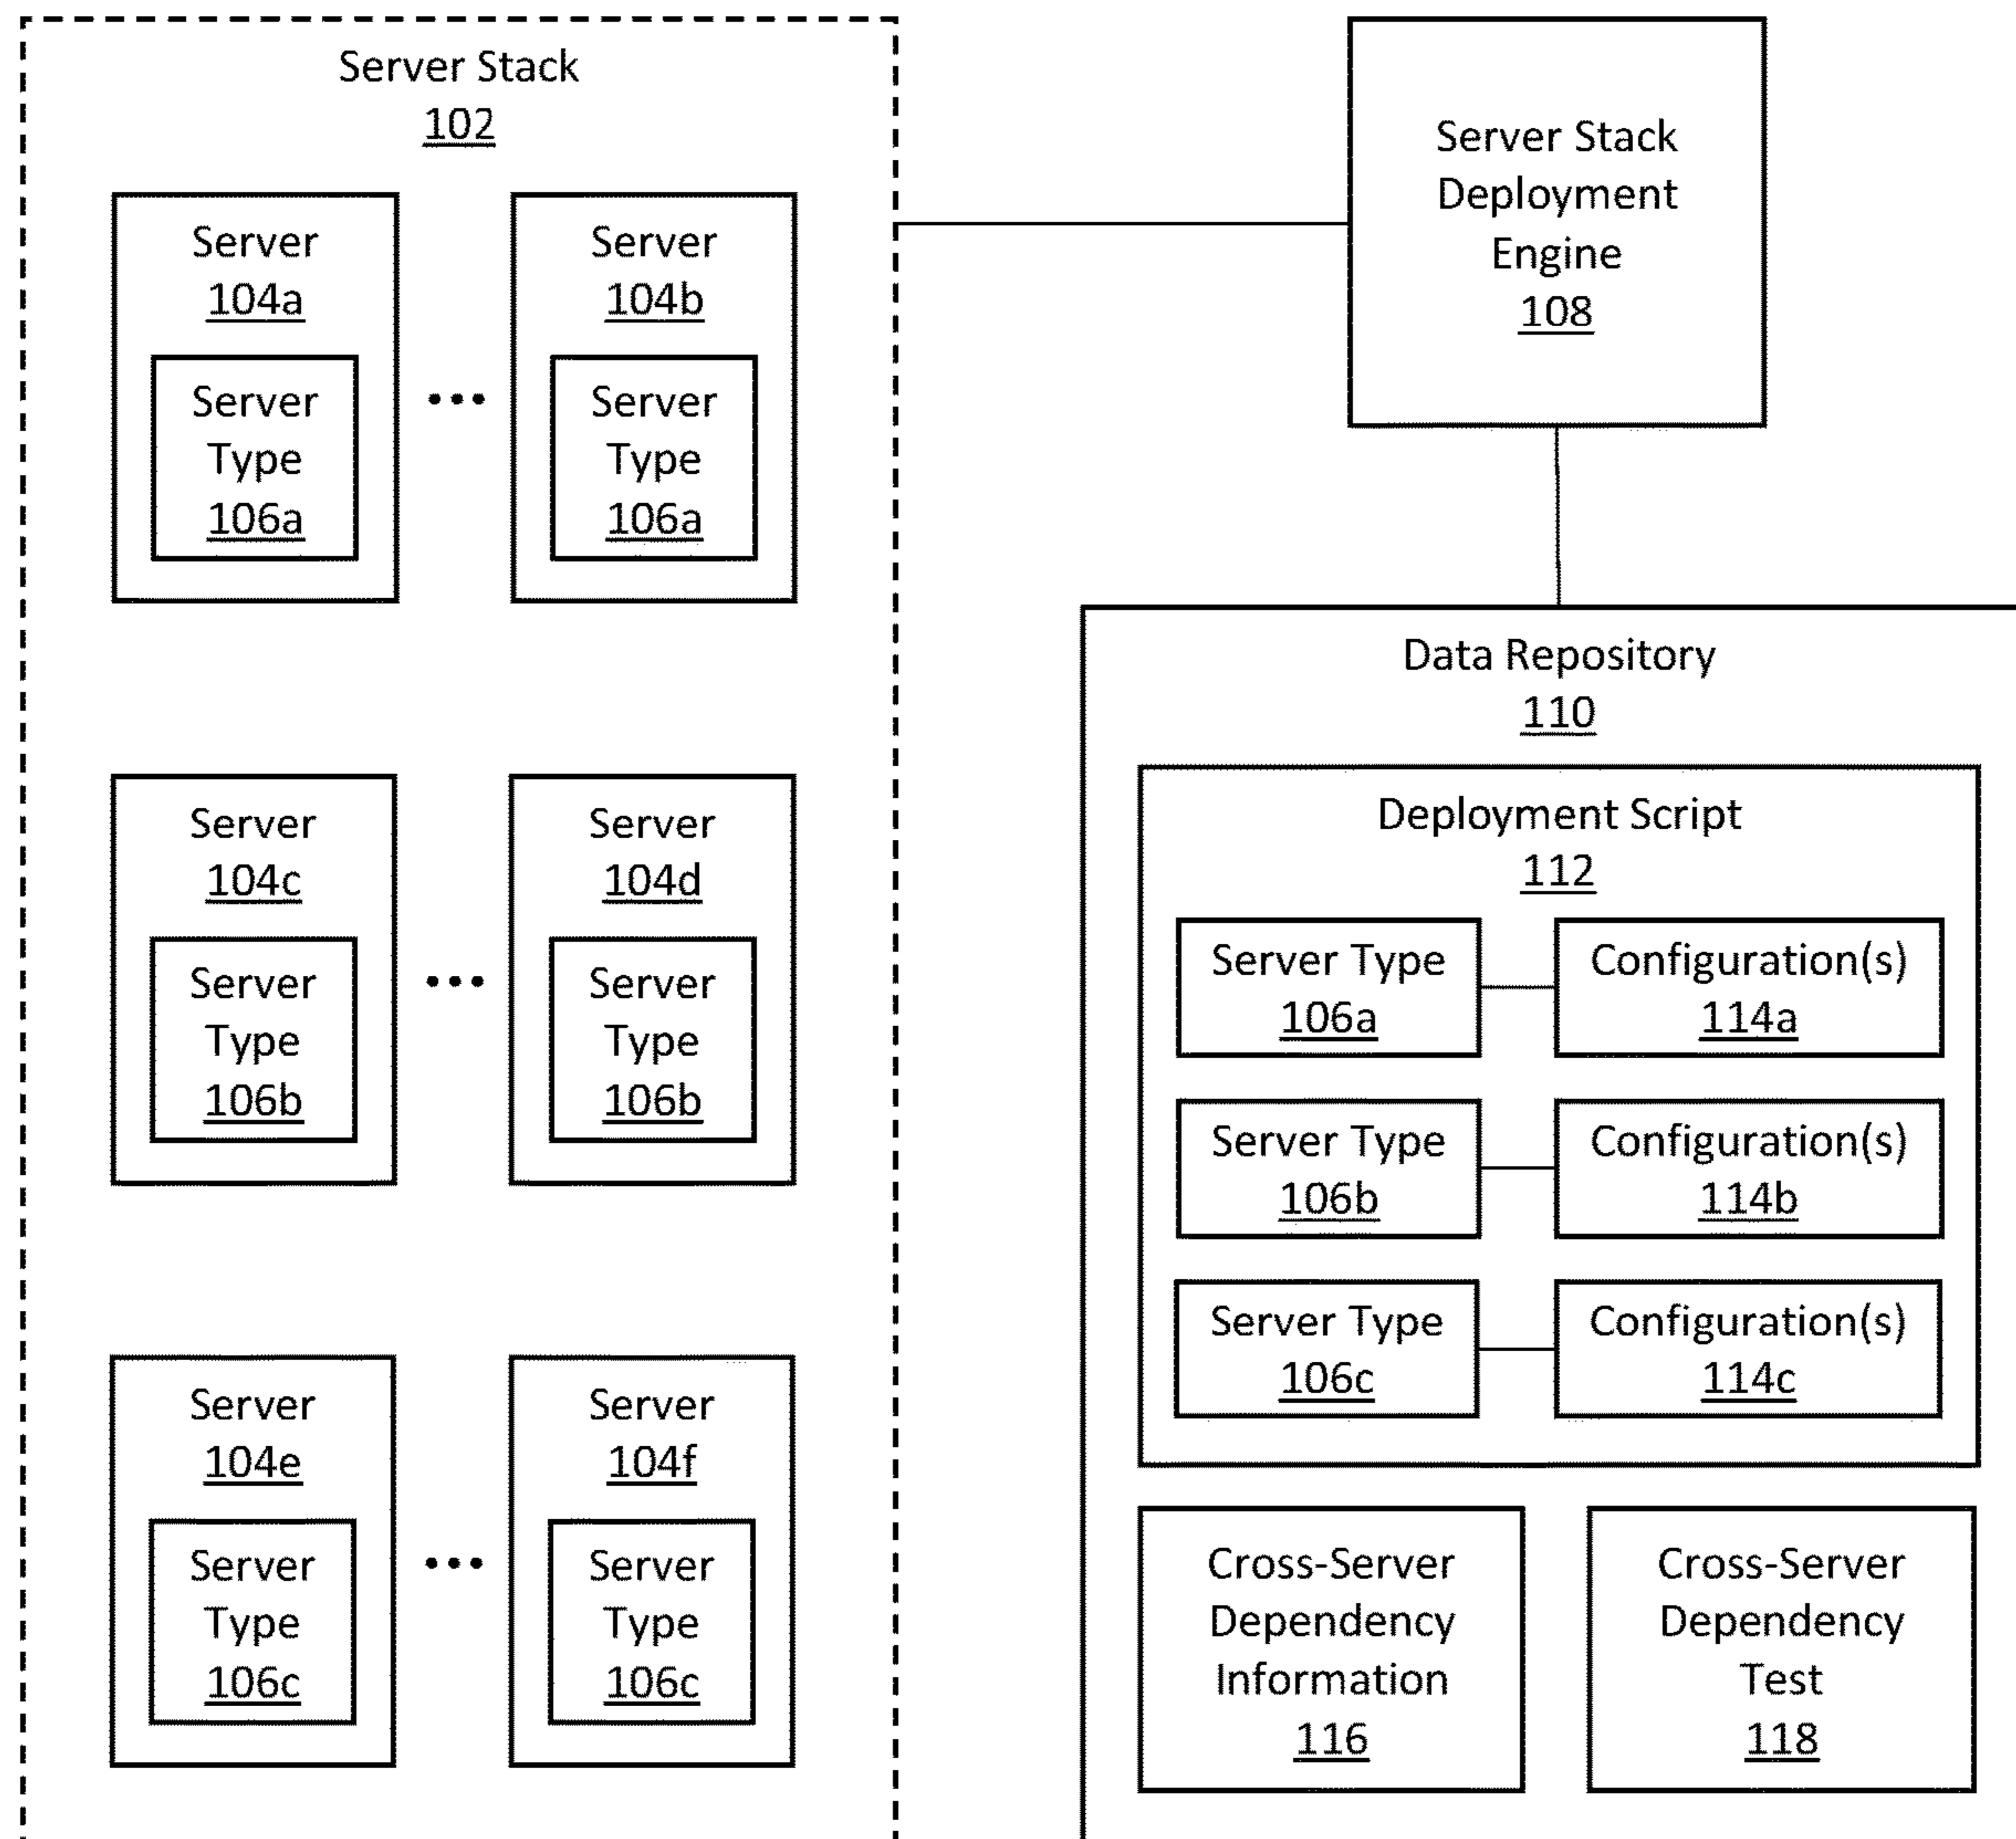 Server Stack
102
Server
104a
Server
Type
106a
...
Server
104b
Server
Type
106a
Server
104c
Server
Type
106b
...
Server
104d
Server
Type
106b
Server
104e
Server
Type
106c
...
Server
104f
Server
Type
106c
Server Stack
Deployment
Engine
108
Data Repository
110
Deployment Script
112
Server Type
106a
Configuration(s)
114a
Server Type
106b
Configuration(s)
114b
Server Type
106c
Configuration(s)
114c
Cross-Server
Dependency
Information
116
Cross-Server
Dependency
Test
118